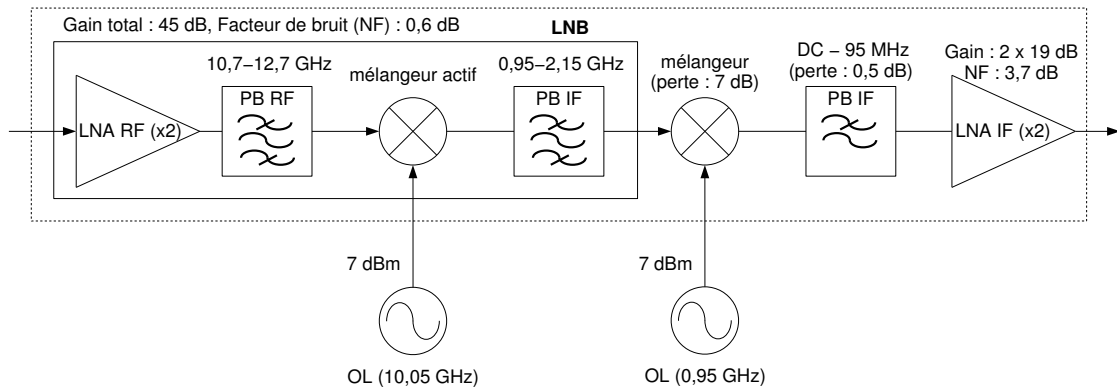 Gain total : 45 dB, Facteur de bruit (NF) : 0,6 dB
LNB
10,7−12,7 GHz
mélangeur actif
0,95−2,15 GHz
mélangeur
(perte : 7 dB)
DC − 95 MHz
(perte : 0,5 dB)
Gain : 2 x 19 dB
NF : 3,7 dB
LNA RF (x2)
PB RF
PB IF
PB IF
LNA IF (x2)
7 dBm
7 dBm
OL (10,05 GHz)
OL (0,95 GHz)